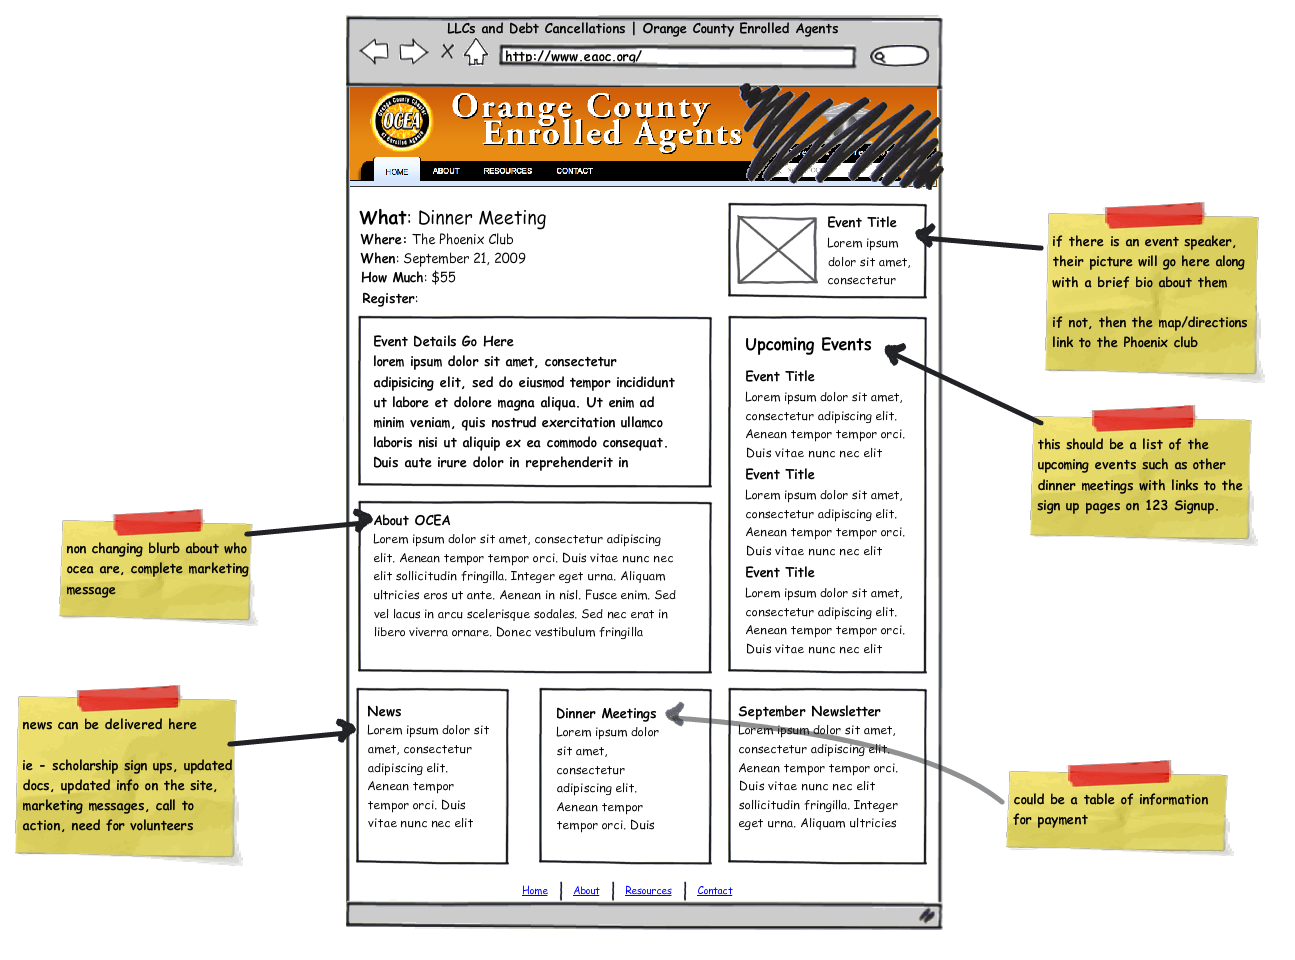 LLCs and Debt Cancellations | Orange County Enrolled Agents
http://www.eaoc.org/
Orange County Chapter
OCEA
of Enrolled Agents
Orange County
Enrolled Agents
HOME ABOUT RESOURCES CONTACT
What: Dinner Meeting
Where: The Phoenix Club
When: September 21, 2009
How Much: $55
Register:
Event Title
Lorem ipsum
dolor sit amet,
consectetur
if there is an event speaker,
their picture will go here along
with a brief bio about them
if not, then the map/directions
link to the Phoenix club
Event Details Go Here
lorem ipsum dolor sit amet, consectetur
adipisicing elit, sed do eiusmod tempor incididunt
ut labore et dolore magna aliqua. Ut enim ad
minim veniam, quis nostrud exercitation ullamco
laboris nisi ut aliquip ex ea commodo consequat.
Duis aute irure dolor in reprehenderit in
Upcoming Events
Event Title
Lorem ipsum dolor sit amet,
consectetur adipiscing elit.
Aenean tempor tempor orci.
Duis vitae nunc nec elit
Event Title
Lorem ipsum dolor sit amet,
consectetur adipiscing elit.
Aenean tempor tempor orci.
Duis vitae nunc nec elit
Event Title
Lorem ipsum dolor sit amet,
consectetur adipiscing elit.
Aenean tempor tempor orci.
Duis vitae nunc nec elit
this should be a list of the
upcoming events such as other
dinner meetings with links to the
sign up pages on 123 Signup.
non changing blurb about who
ocea are, complete marketing
message
About OCEA
Lorem ipsum dolor sit amet, consectetur adipiscing
elit. Aenean tempor tempor orci. Duis vitae nunc nec
elit sollicitudin fringilla. Integer eget urna. Aliquam
ultricies eros ut ante. Aenean in nisl. Fusce enim. Sed
vel lacus in arcu scelerisque sodales. Sed nec erat in
libero viverra ornare. Donec vestibulum fringilla
news can be delivered here
ie - scholarship sign ups, updated
docs, updated info on the site,
marketing messages, call to
action, need for volunteers
News
Lorem ipsum dolor sit
amet, consectetur
adipiscing elit.
Aenean tempor
tempor orci. Duis
vitae nunc nec elit
Dinner Meetings
Lorem ipsum dolor
sit amet,
consectetur
adipiscing elit.
Aenean tempor
tempor orci. Duis
September Newsletter
Lorem ipsum dolor sit amet,
consectetur adipiscing elit.
Aenean tempor tempor orci.
Duis vitae nunc nec elit
sollicitudin fringilla. Integer
eget urna. Aliquam ultricies
could be a table of information
for payment
Home | About | Resources | Contact